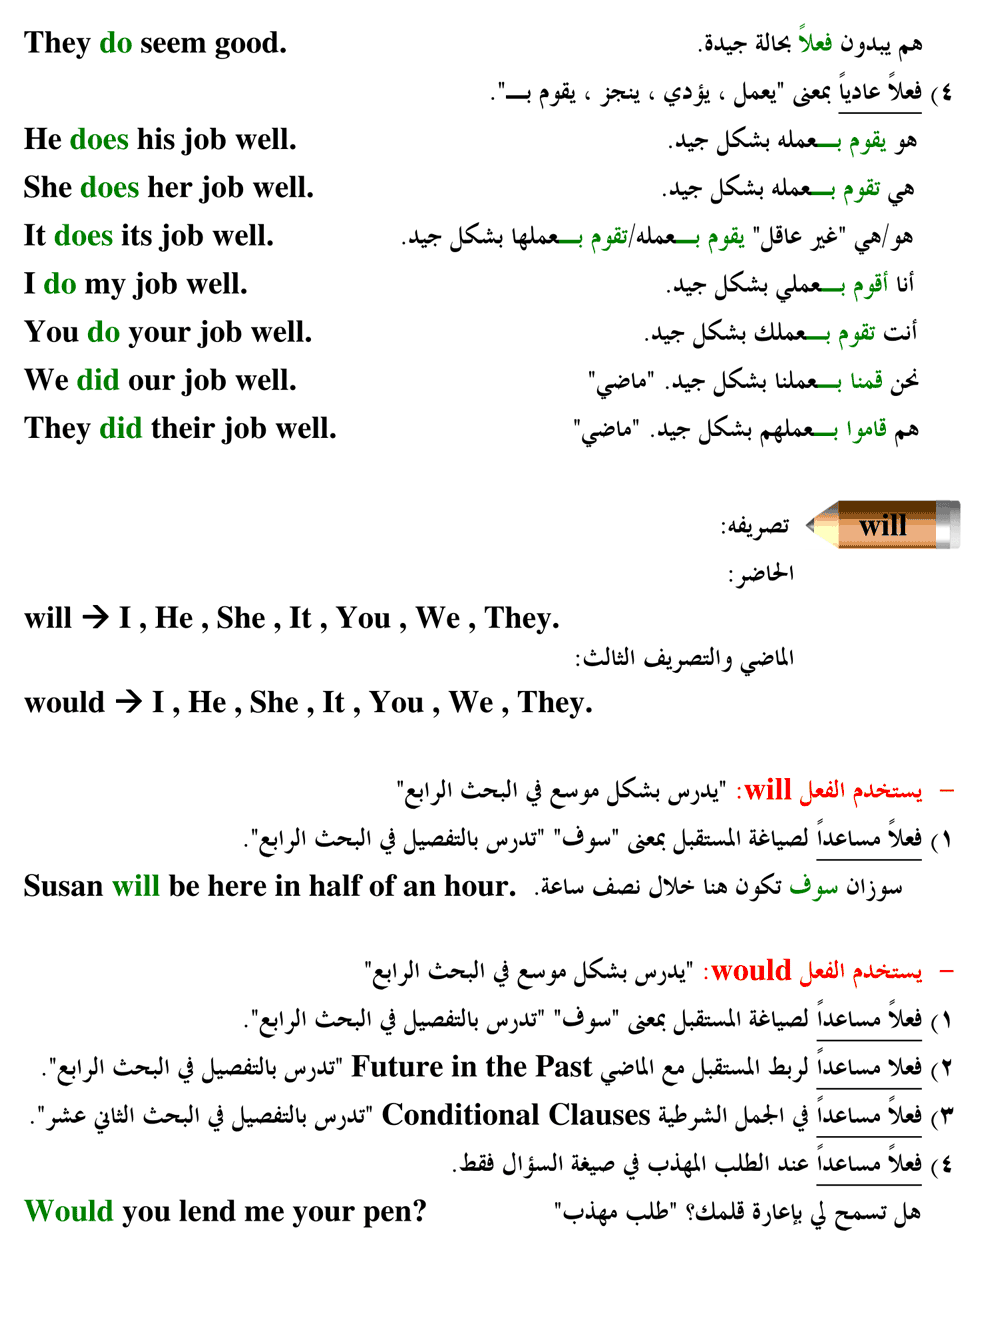 They do seem good. هم يبدون فعلاً بحالة جيدة.
٤) فعلاً عادياً بمعنى "يعمل ، يؤدي ، ينجز ، يقوم بــ".
He does his job well. هو يقوم بــعمله بشكل جيد.
She does her job well. هي تقوم بــعمله بشكل جيد.
It does its job well. هو/هي "غير عاقل" يقوم بــعمله/تقوم بــعملها بشكل جيد.
I do my job well. أنا أقوم بــعملي بشكل جيد.
You do your job well. أنت تقوم بــعملك بشكل جيد.
We did our job well. نحن قمنا بــعملنا بشكل جيد. "ماضي"
They did their job well. هم قاموا بــعملهم بشكل جيد. "ماضي"
will تصريفه:
الحاضر:
will → I , He , She , It , You , We , They.
الماضي والتصريف الثالث:
would → I , He , She , It , You , We , They.
– يستخدم الفعل will: "يدرس بشكل موسع في البحث الرابع"
١) فعلاً مساعداً لصياغة المستقبل بمعنى "سوف" "تدرس بالتفصيل في البحث الرابع".
Susan will be here in half of an hour. سوزان سوف تكون هنا خلال نصف ساعة.
– يستخدم الفعل would: "يدرس بشكل موسع في البحث الرابع"
١) فعلاً مساعداً لصياغة المستقبل بمعنى "سوف" "تدرس بالتفصيل في البحث الرابع".
٢) فعلا مساعداً لربط المستقبل مع الماضي Future in the Past "تدرس بالتفصيل في البحث الرابع".
٣) فعلاً مساعداً في الجمل الشرطية Conditional Clauses "تدرس بالتفصيل في البحث الثاني عشر".
٤) فعلاً مساعداً عند الطلب المهذب في صيغة السؤال فقط.
Would you lend me your pen? هل تسمح لي بإعارة قلمك؟ "طلب مهذب"